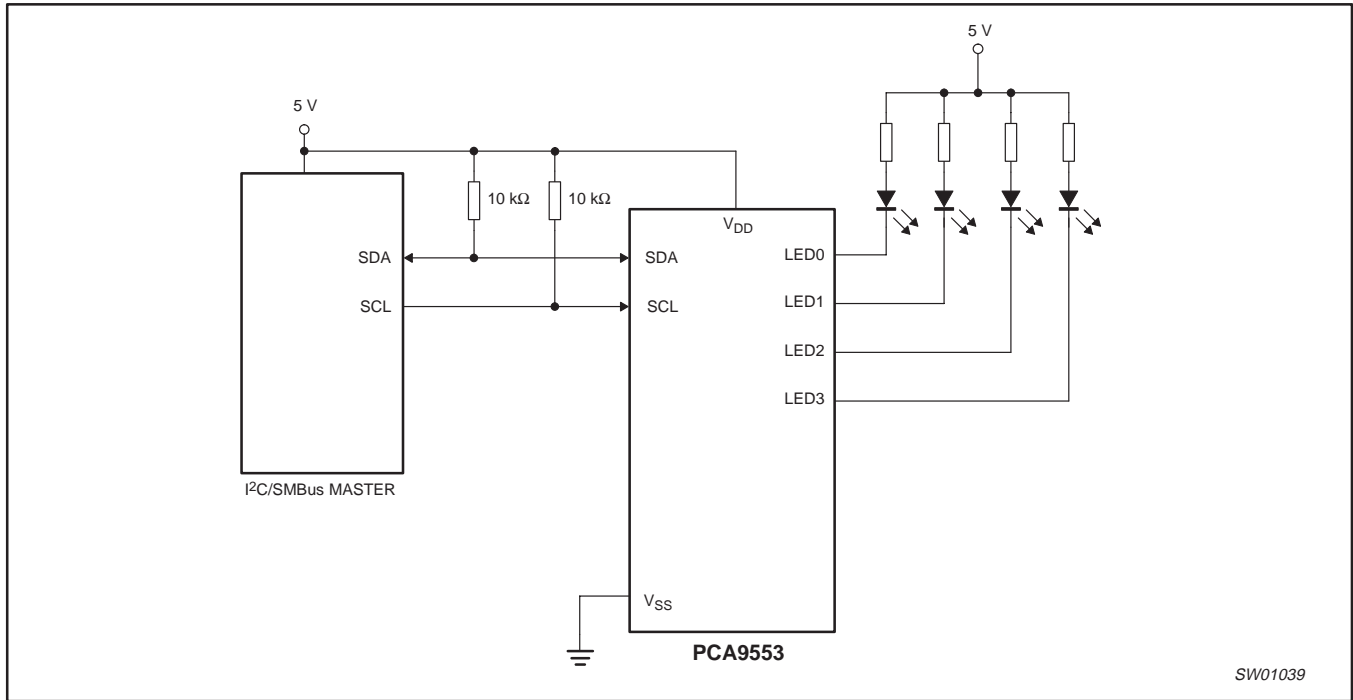 5 V
5 V
10 kΩ
10 kΩ
VDD
SDA
SDA
LED0
SCL
SCL
LED1
LED2
LED3
I²C/SMBus MASTER
VSS
PCA9553
SW01039